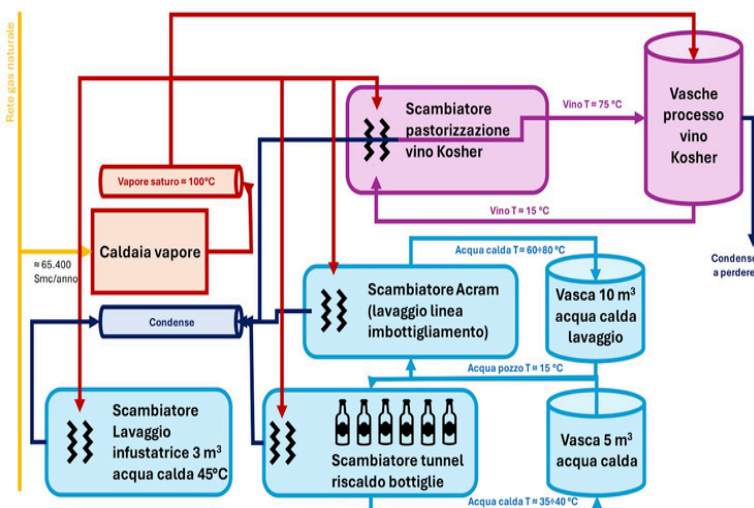 Rete gas naturale
Scambiatore
pastorizzazione
vino Kosher
Vino T ≈ 75 °C
Vasche
processo
vino
Kosher
Vapore saturo ≈ 100°C
Vino T ≈ 15 °C
Caldaia vapore
≈ 65.400
Smc/anno
Acqua calda T≈ 60÷80 °C
Condense
a perdere
Scambiatore Acram
(lavaggio linea
imbottigliamento)
Vasca 10 m³
acqua calda
lavaggio
Condense
Acqua pozzo T ≈ 15 °C
Scambiatore
Lavaggio
infustatrice 3 m³
acqua calda 45°C
Scambiatore tunnel
riscaldo bottiglie
Vasca 5 m³
acqua calda
Acqua calda T ≈ 35÷40 °C